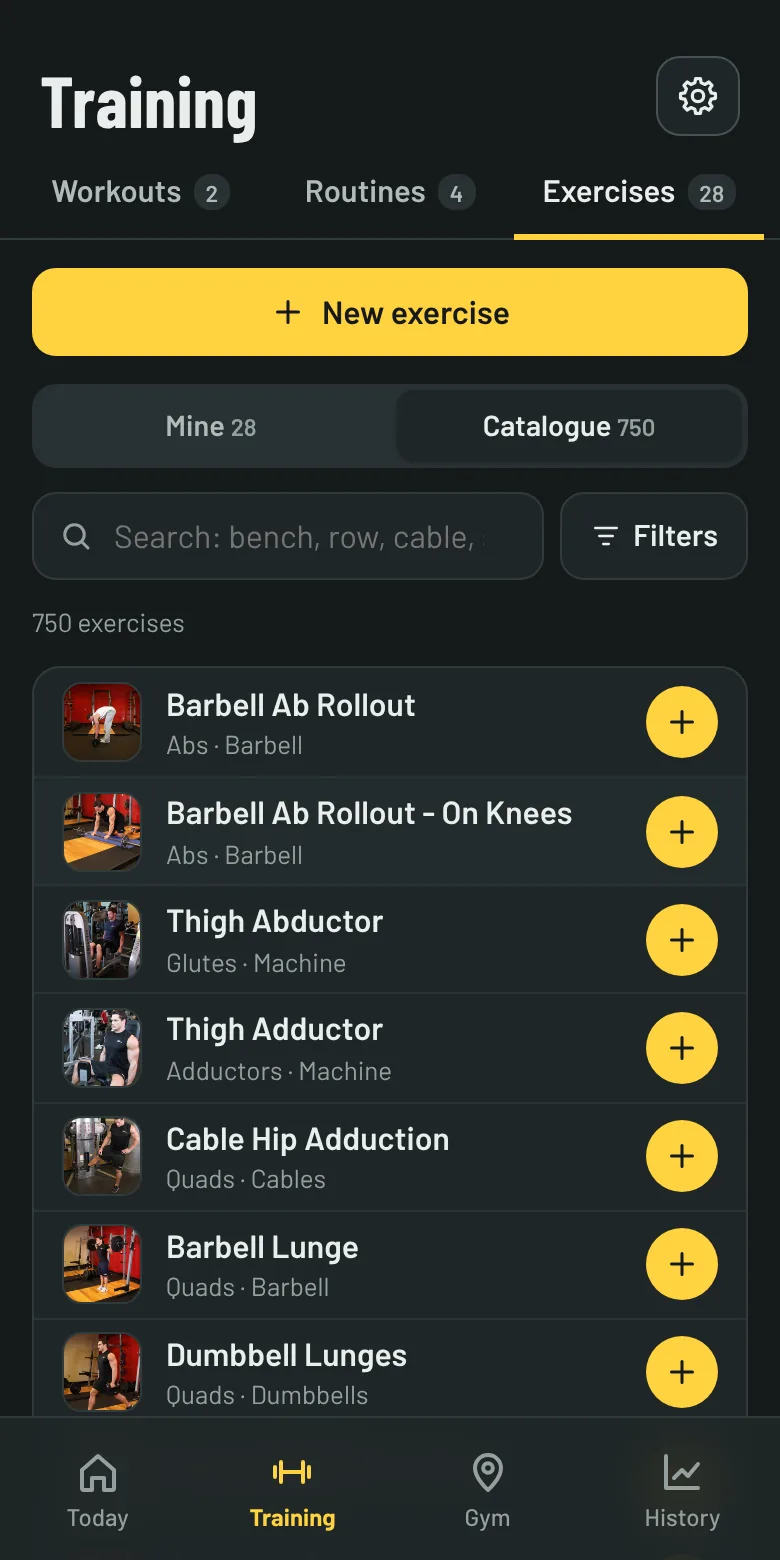 Training
Workouts 2
Routines 4
Exercises 28
+ New exercise
Mine 28
Catalogue 750
Search: bench, row, cable,
Filters
750 exercises
Barbell Ab Rollout
Abs · Barbell
Barbell Ab Rollout - On Knees
Abs · Barbell
Thigh Abductor
Glutes · Machine
Thigh Adductor
Adductors · Machine
Cable Hip Adduction
Quads · Cables
Barbell Lunge
Quads · Barbell
Dumbbell Lunges
Quads · Dumbbells
Today
Training
Gym
History